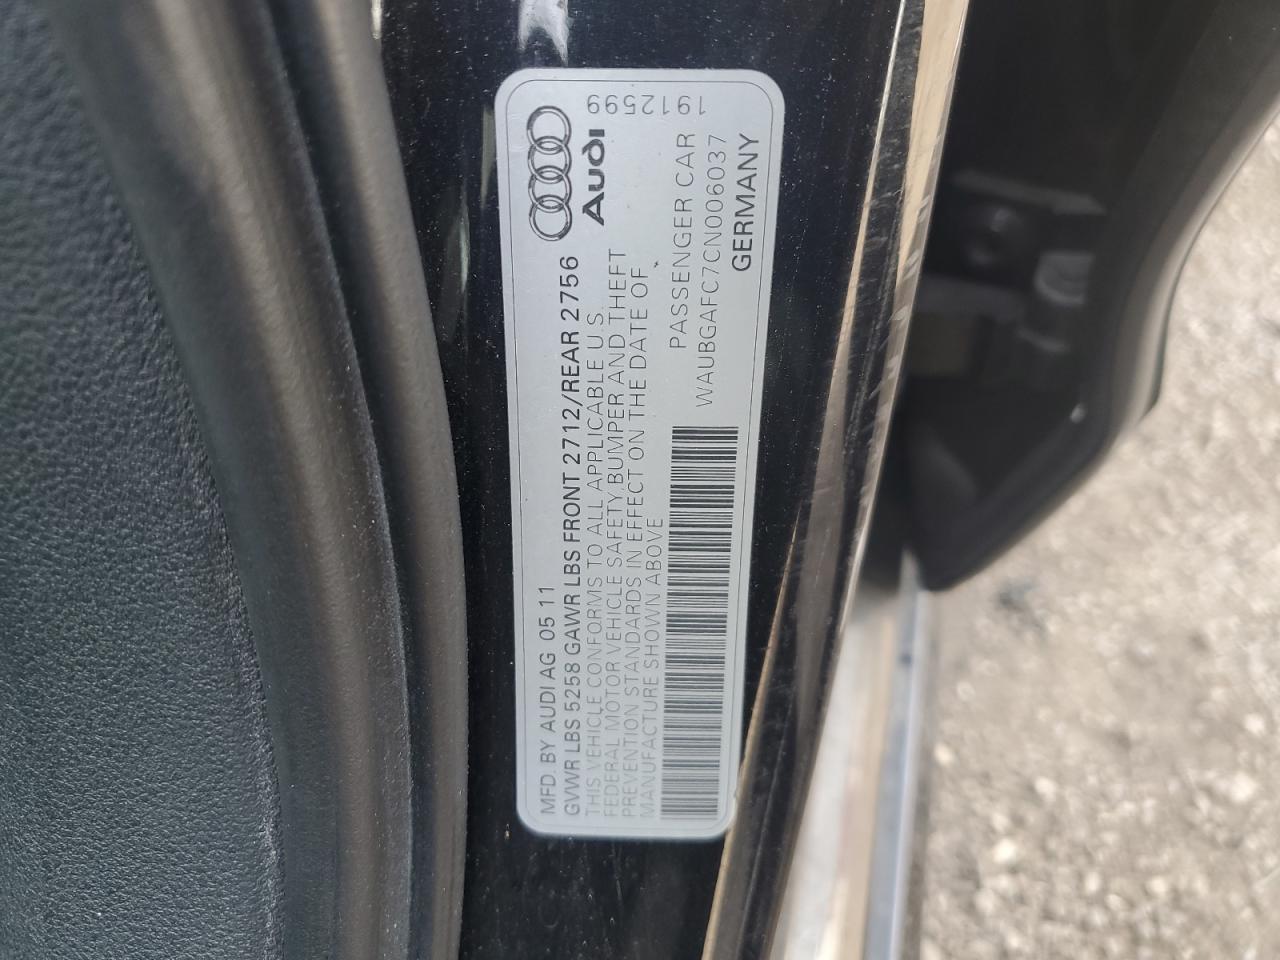 MFD. BY AUDI AG 05 11
GVWR LBS 5258 GAWR LBS FRONT 2712/REAR 2756
THIS VEHICLE CONFORMS TO ALL APPLICABLE U.S.
FEDERAL MOTOR VEHICLE SAFETY BUMPER AND THEFT
PREVENTION STANDARDS IN EFFECT ON THE DATE OF
MANUFACTURE SHOWN ABOVE
Audi
1912599
PASSENGER CAR
WAUBGAFC7CN006037
GERMANY